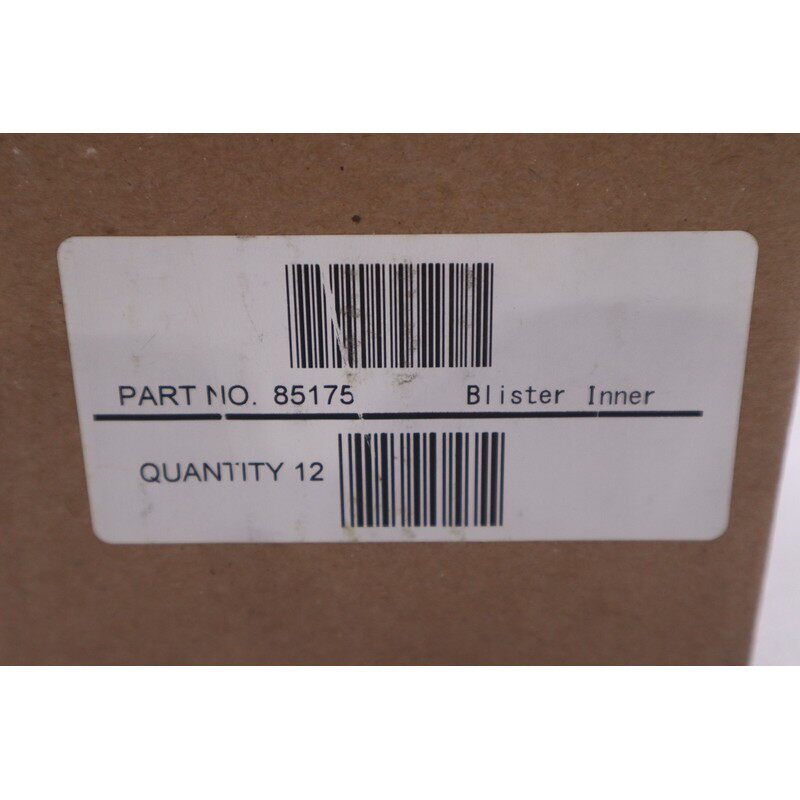 PART NO. 85175 Blister Inner
QUANTITY 12